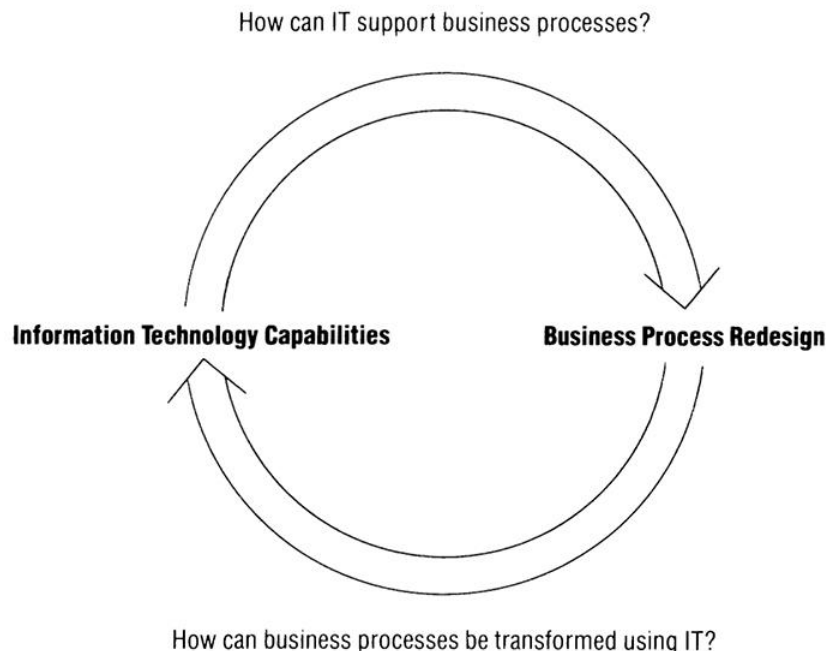 How can IT support business processes?
Information Technology Capabilities
Business Process Redesign
How can business processes be transformed using IT?